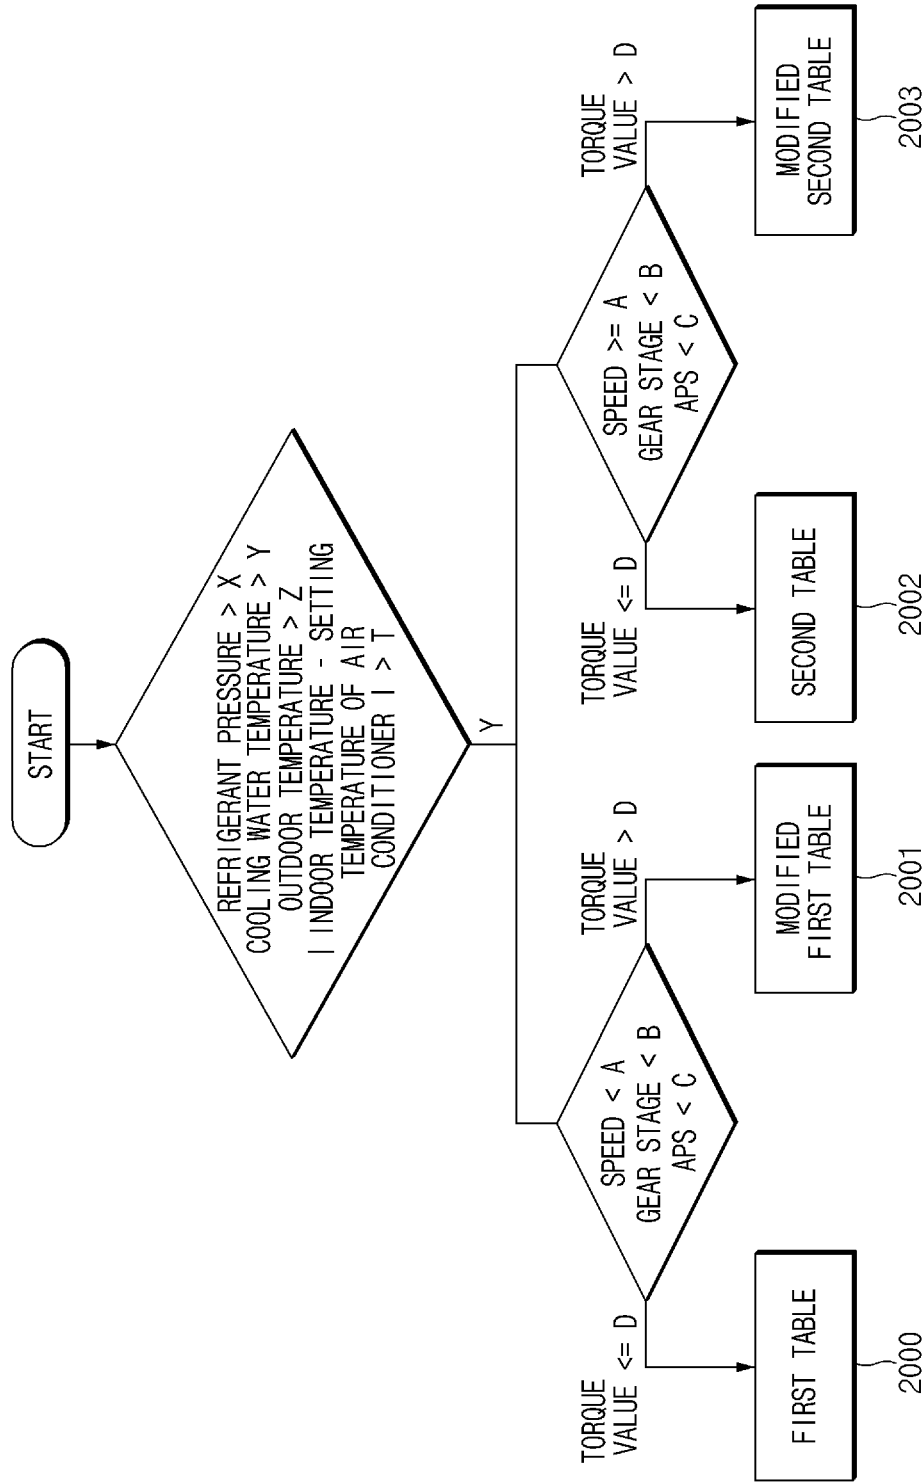 START
REFRIGERANT PRESSURE > X
COOLING WATER TEMPERATURE > Y
OUTDOOR TEMPERATURE > Z
| INDOOR TEMPERATURE - SETTING
TEMPERATURE OF AIR
CONDITIONER | > T
Y
SPEED < A
GEAR STAGE < B
APS < C
SPEED >= A
GEAR STAGE < B
APS < C
TORQUE
VALUE <= D
TORQUE
VALUE > D
TORQUE
VALUE <= D
TORQUE
VALUE > D
FIRST TABLE
MODIFIED
FIRST TABLE
SECOND TABLE
MODIFIED
SECOND TABLE
2000
2001
2002
2003